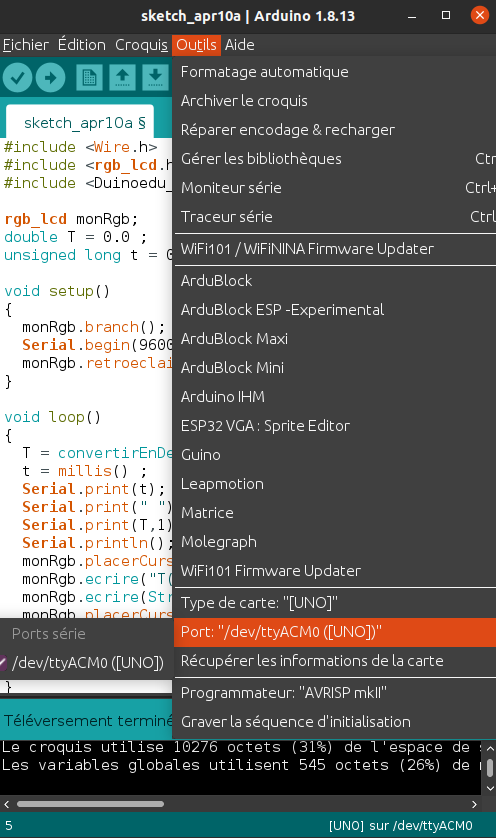 sketch_apr10a | Arduino 1.8.13
Fichier Édition Croquis Outils Aide
sketch_apr10a §
#include <Wire.h>
#include <rgb_lcd.h
#include <Duinoedu_
rgb_lcd monRgb;
double T = 0.0 ;
unsigned long t = 0
void setup()
{
monRgb.branch();
Serial.begin(9600
monRgb.retroeclai
}
void loop()
{
T = convertirEnDe
t = millis() ;
Serial.print(t);
Serial.print(" ")
Serial.print(T,1)
Serial.println();
monRgb.placerCurs
monRgb.ecrire("T(
monRgb.ecrire(Str
monRgb.placerCurs
}
Formatage automatique
Archiver le croquis
Réparer encodage & recharger
Gérer les bibliothèques Ctr
Moniteur série Ctrl+
Traceur série Ctrl
WiFi101 / WiFiNINA Firmware Updater
ArduBlock
ArduBlock ESP -Experimental
ArduBlock Maxi
ArduBlock Mini
Arduino IHM
ESP32 VGA : Sprite Editor
Guino
Leapmotion
Matrice
Molegraph
WiFi101 Firmware Updater
Type de carte: "[UNO]"
Port: "/dev/ttyACM0 ([UNO])"
Récupérer les informations de la carte
Programmateur: "AVRISP mkII"
Graver la séquence d'initialisation
Ports série
/dev/ttyACM0 ([UNO])
Téléversement terminé
Le croquis utilise 10276 octets (31%) de l'espace de s
Les variables globales utilisent 545 octets (26%) de
5 [UNO] sur /dev/ttyACM0